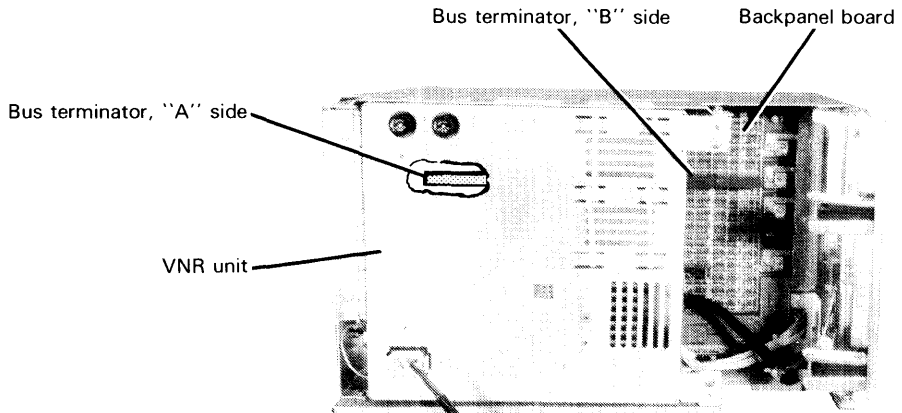 Bus terminator, ``B'' side
Backpanel board
Bus terminator, ``A'' side
VNR unit